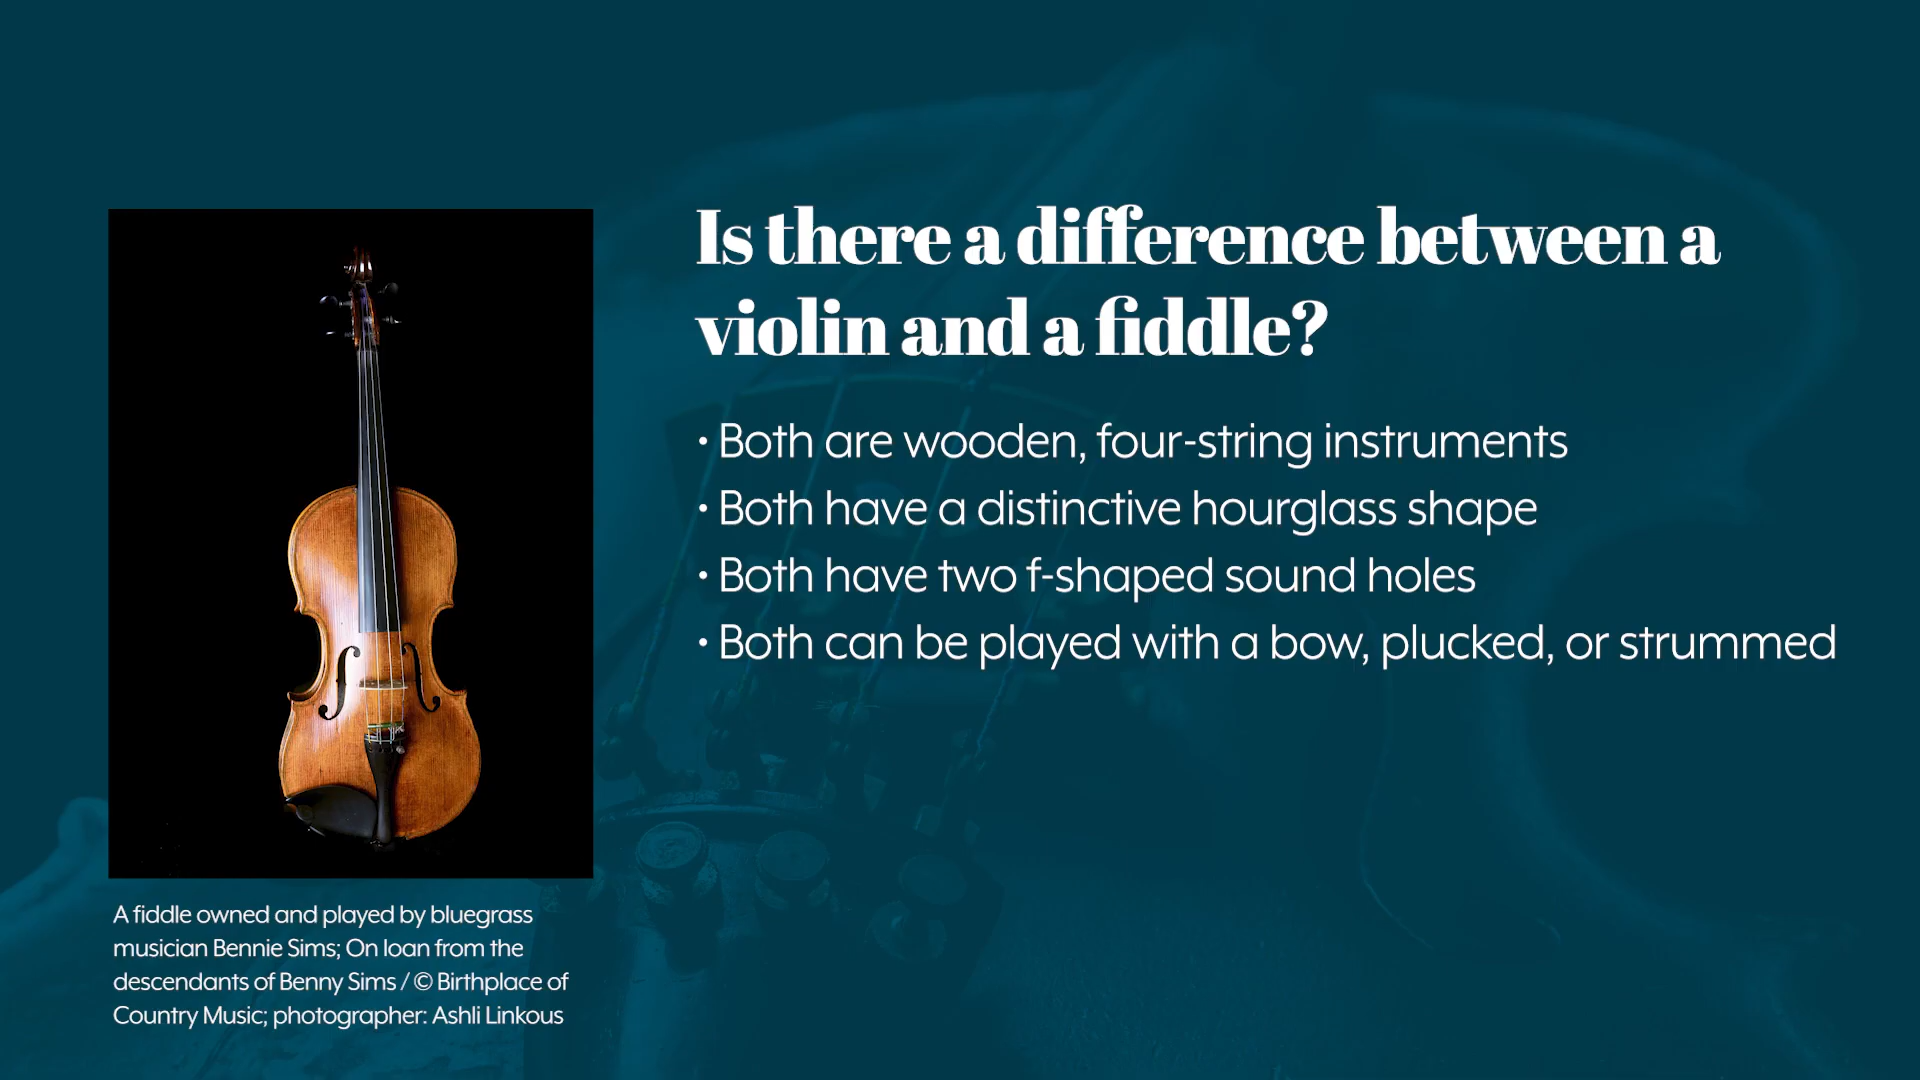 Is there a difference between a
violin and a fiddle?
• Both are wooden, four-string instruments
• Both have a distinctive hourglass shape
• Both have two f-shaped sound holes
• Both can be played with a bow, plucked, or strummed
A fiddle owned and played by bluegrass
musician Bennie Sims; On loan from the
descendants of Benny Sims / © Birthplace of
Country Music; photographer: Ashli Linkous